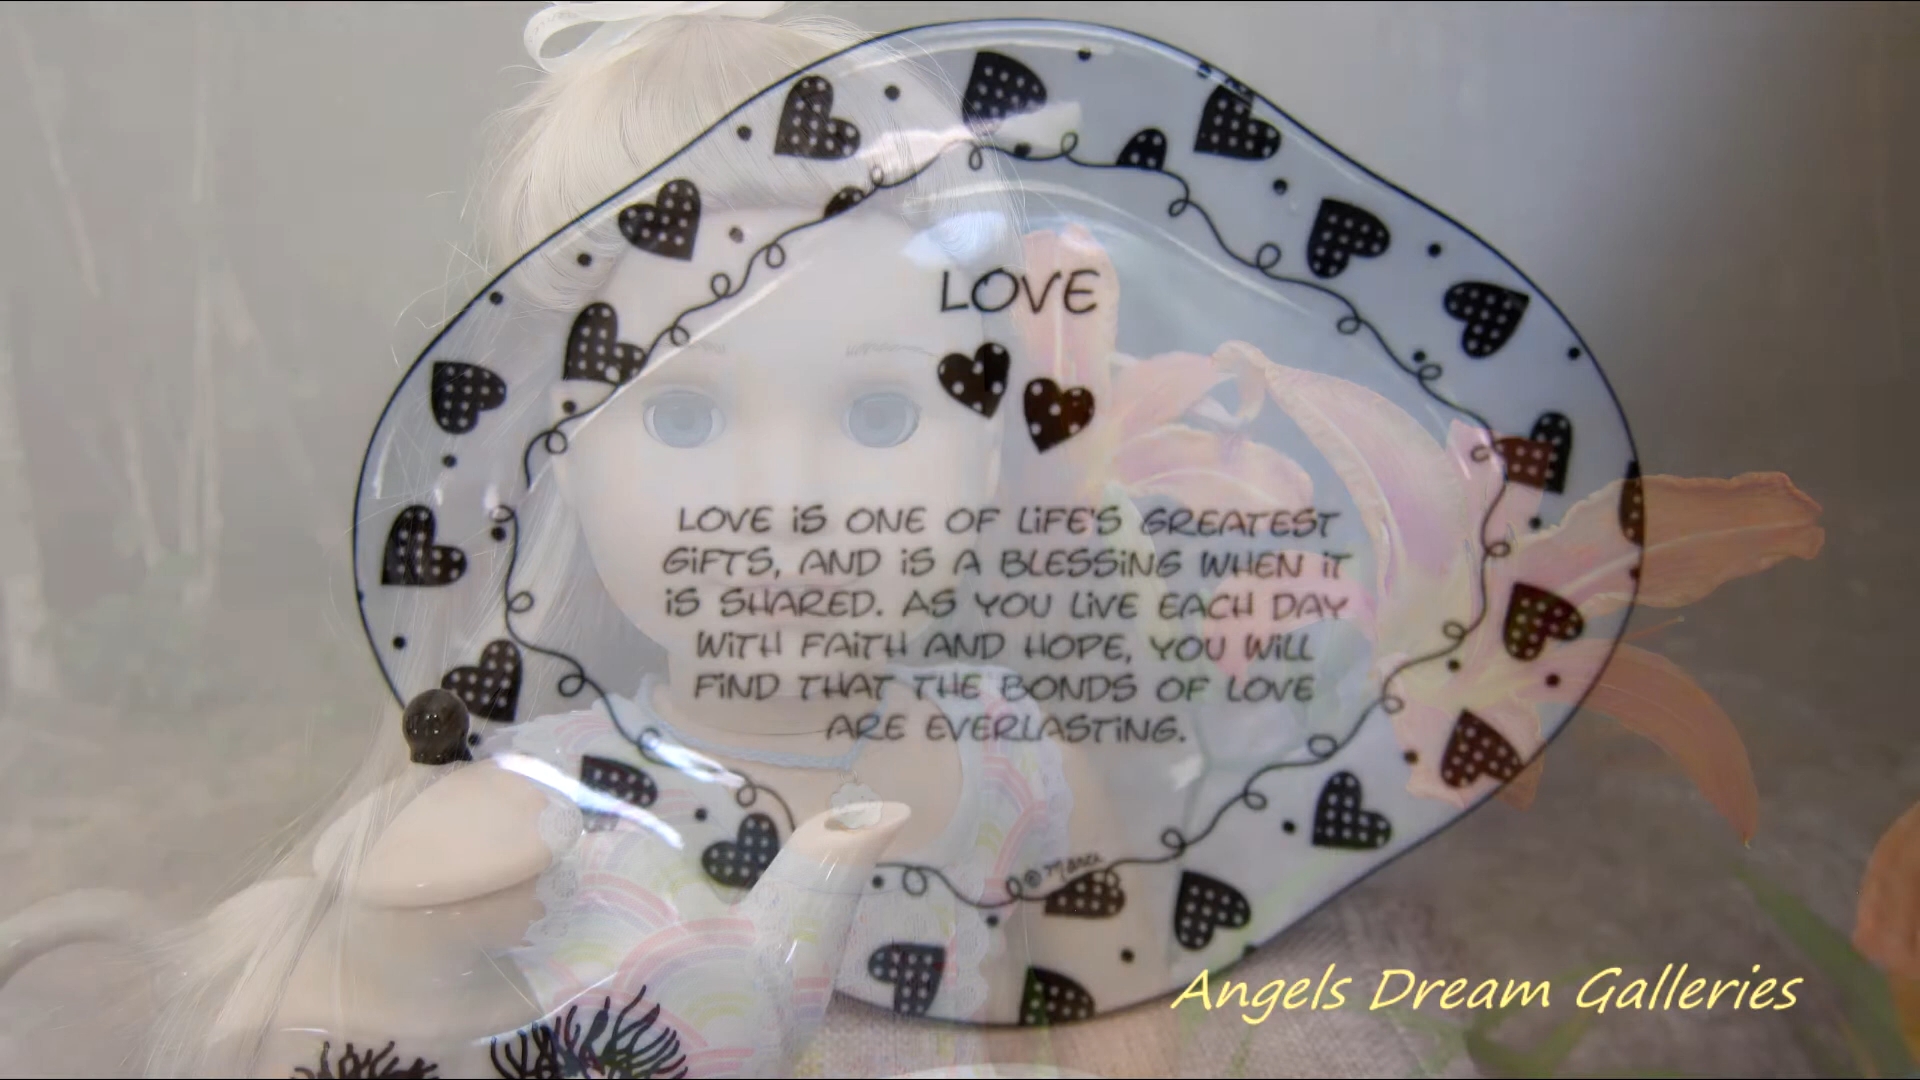 LOVE
LOVE IS ONE OF LIFE'S GREATEST
GIFTS, AND IS A BLESSING WHEN IT
IS SHARED. AS YOU LIVE EACH DAY
WITH FAITH AND HOPE, YOU WILL
FIND THAT THE BONDS OF LOVE
ARE EVERLASTING.
© Marci
Angels Dream Galleries